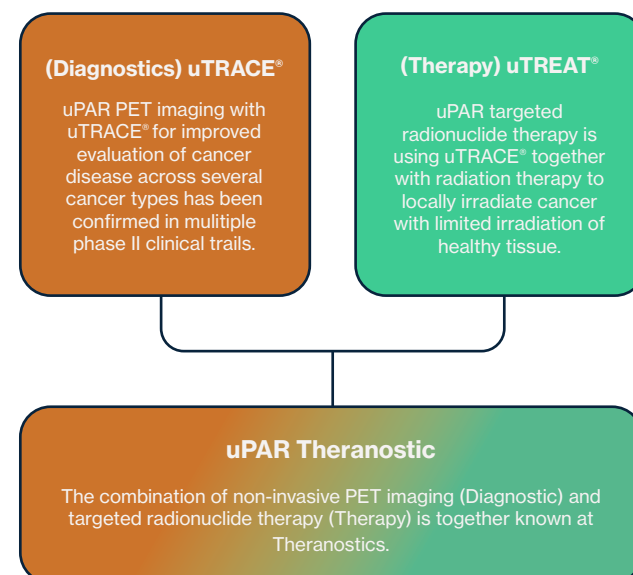 (Diagnostics) uTRACE®
uPAR PET imaging with
uTRACE® for improved
evaluation of cancer
disease across several
cancer types has been
confirmed in mulitiple
phase II clinical trails.
(Therapy) uTREAT®
uPAR targeted
radionuclide therapy is
using uTRACE® together
with radiation therapy to
locally irradiate cancer
with limited irradiation of
healthy tissue.
uPAR Theranostic
The combination of non-invasive PET imaging (Diagnostic) and
targeted radionuclide therapy (Therapy) is together known at
Theranostics.